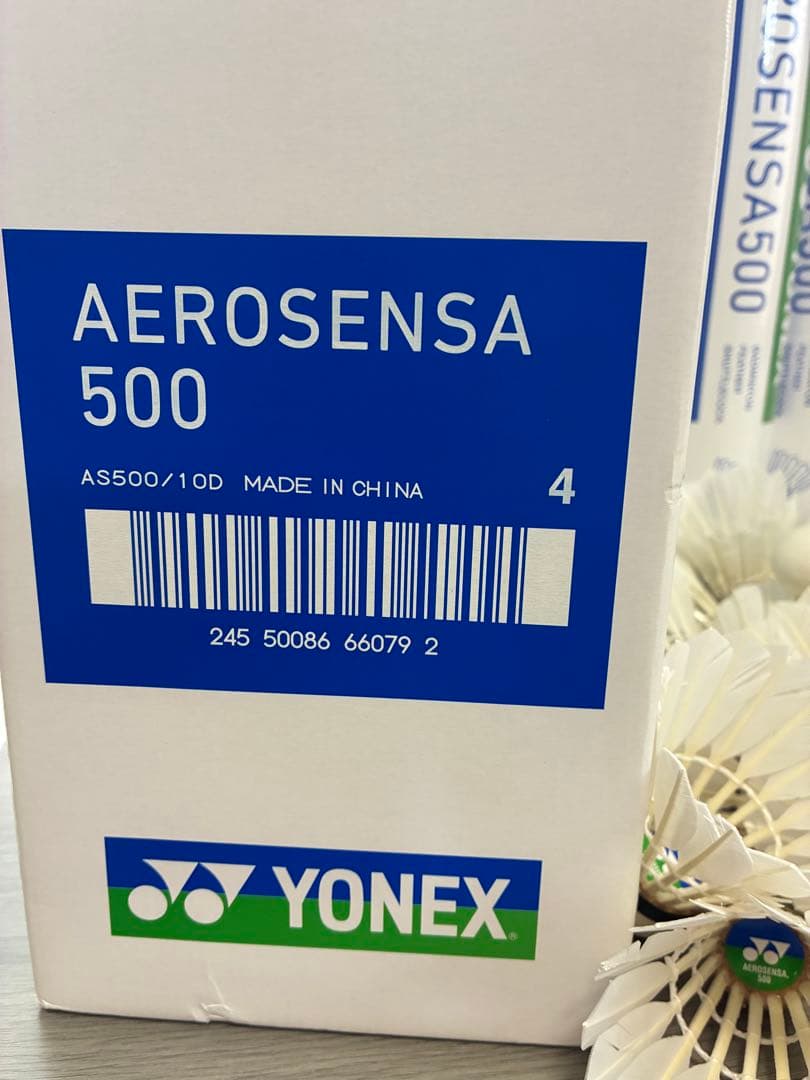 AEROSENSA
500
AS500/10D MADE IN CHINA 4
245 50086 66079 2
YONEX®
AEROSENSA500
AEROSENSA
500